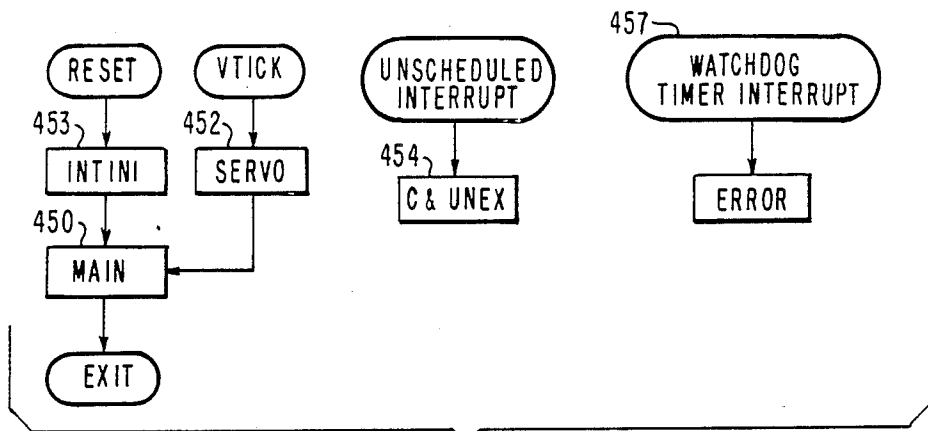 457
RESET
VTICK
UNSCHEDULED
INTERRUPT
WATCHDOG
TIMER INTERRUPT
453
452
454
INTINI
SERVO
C & UNEX
ERROR
450
MAIN
EXIT